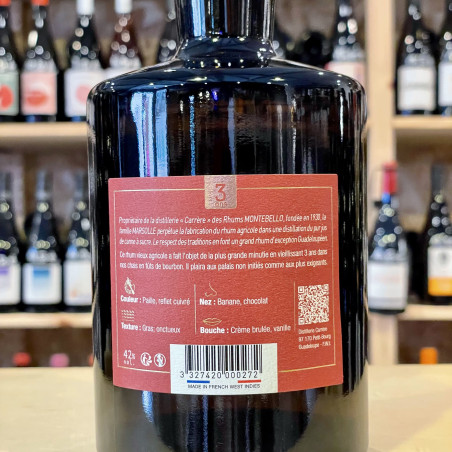 3
Propriétaire de la distillerie « Carrère » des Rhums MONTEBELLO, fondée en 1930, la
famille MARSOLLE perpétue la fabrication du rhum agricole dans une distillation du pur jus
de canne à sucre. Le respect des traditions en font un grand rhum d'exception Guadeloupéen.
Ce rhum vieux agricole a fait l'objet de la plus grande minutie en vieillissant 3 ans dans
nos chais en fûts de bourbon. Il plaira aux palais non initiés comme aux plus exigeants.
Couleur : Paille, reflet cuivré
Nez : Banane, chocolat
Texture : Gras, onctueux
Bouche : Crème brulée, vanille
Distillerie Carrère
97 170 Petit-Bourg
Guadeloupe - F.W.I.
42%
vol.
3 327420 000272
MADE IN FRENCH WEST INDIES